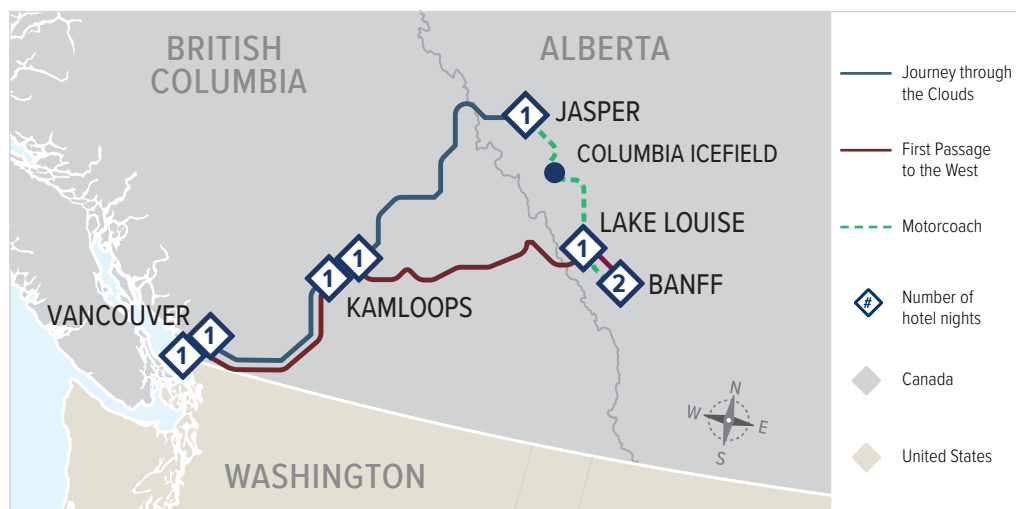 BRITISH
COLUMBIA
ALBERTA
1
JASPER
COLUMBIA ICEFIELD
LAKE LOUISE
1
1
1
2
BANFF
KAMLOOPS
VANCOUVER
1
1
WASHINGTON
N
W
E
S
Journey through
the Clouds
First Passage
to the West
Motorcoach
#
Number of
hotel nights
Canada
United States